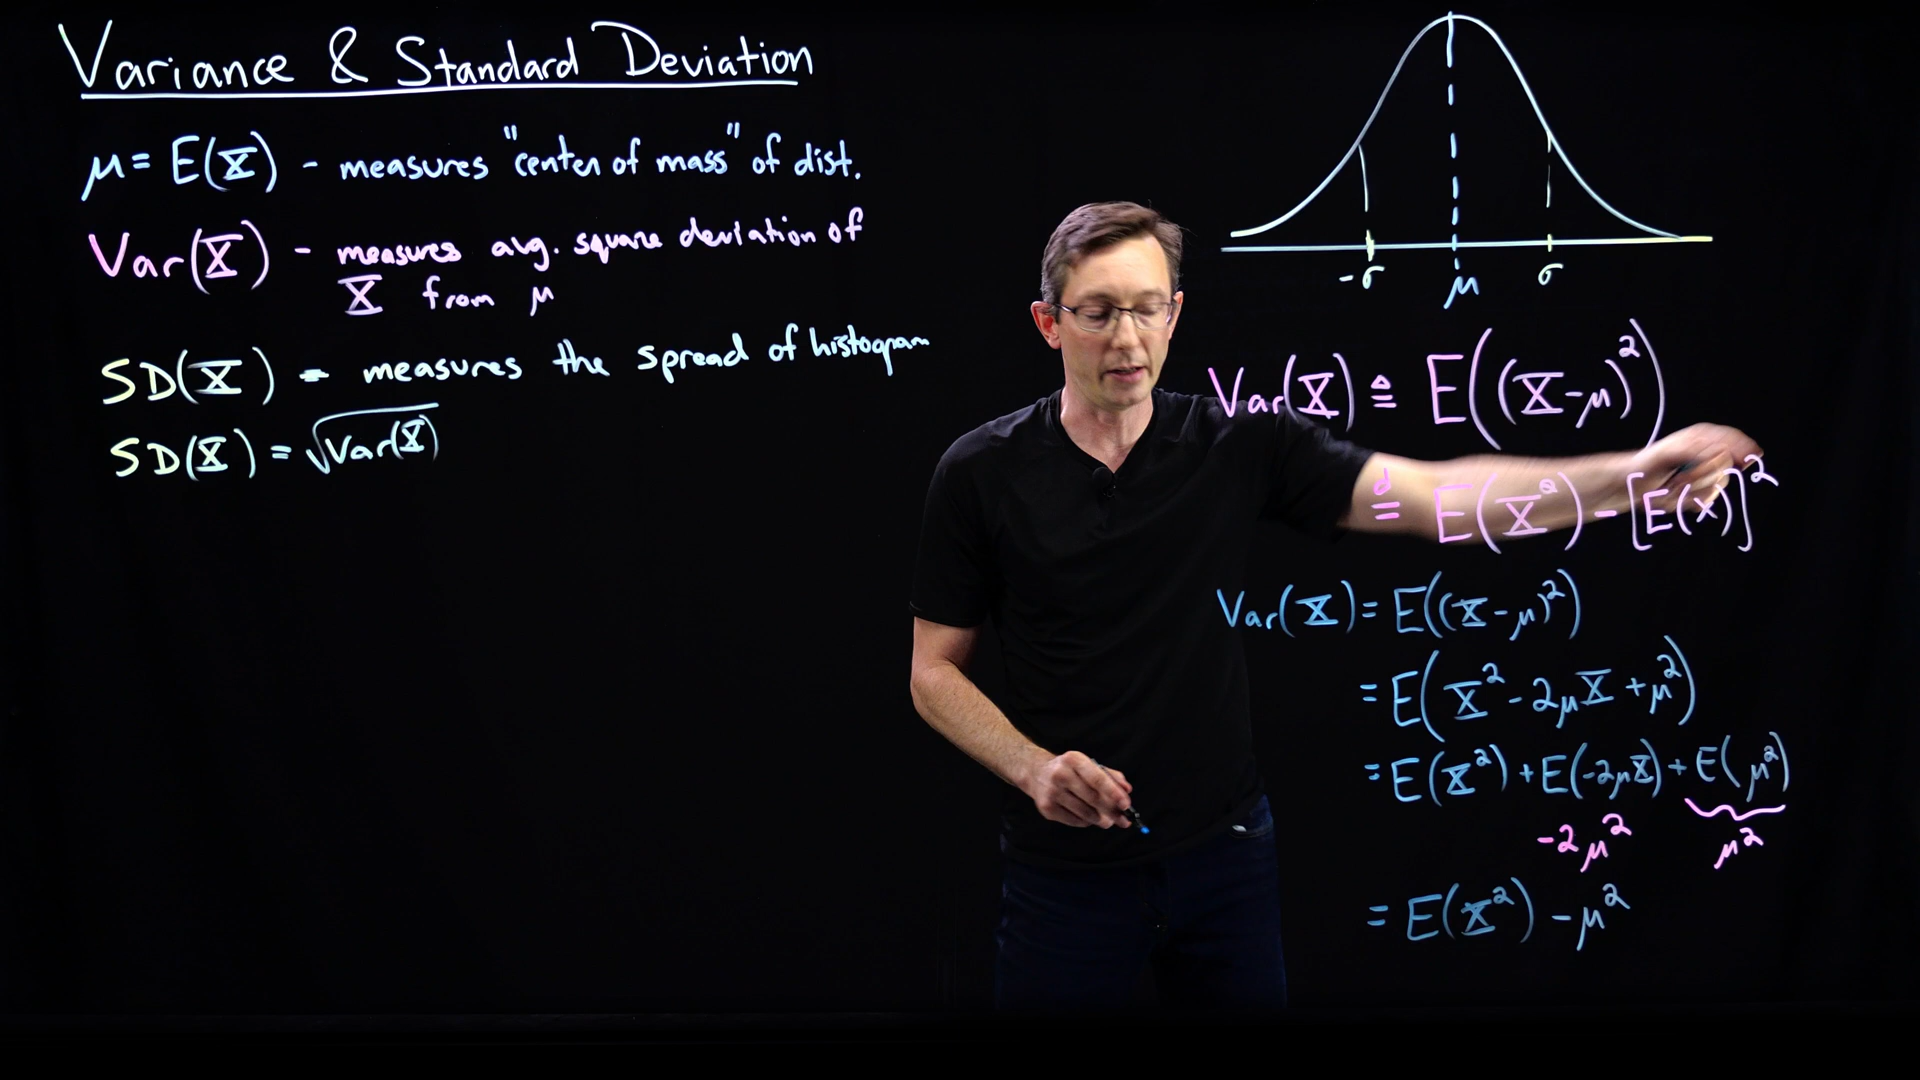 Variance & Standard Deviation
μ = E(X) - measures "center of mass" of dist.
Var(X) - measures avg. square deviation of
X from μ
SD(X) - measures the spread of histogram
SD(X) = √Var(X)
-σ μ σ
Var(X) ≜ E((X-μ)²)
d
= E(X²) - [E(X)]²
Var(X) = E((X-μ)²)
= E(X² - 2μX + μ²)
= E(X²) + E(-2μX) + E(μ²)
-2μ² μ²
= E(X²) - μ²